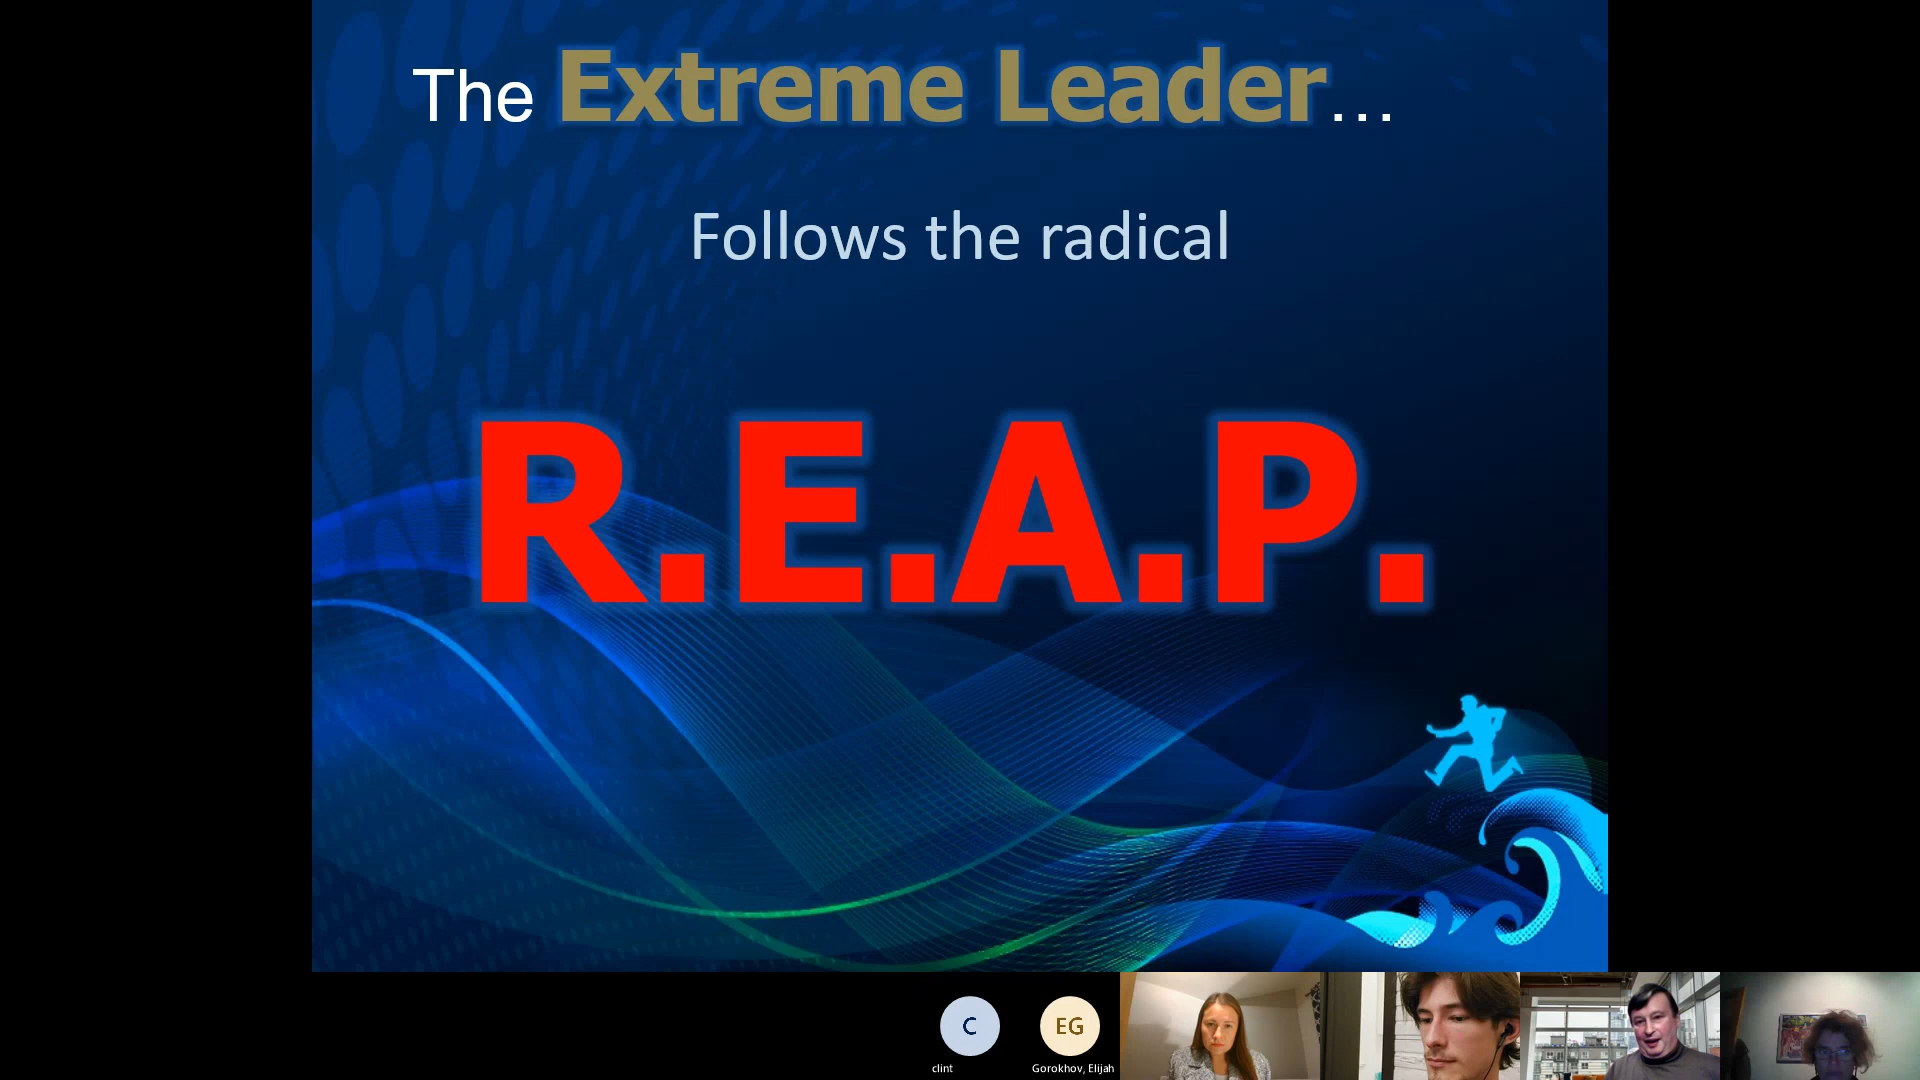 The Extreme Leader...
Follows the radical
R.E.A.P.
C
EG
clint
Gorokhov, Elijah